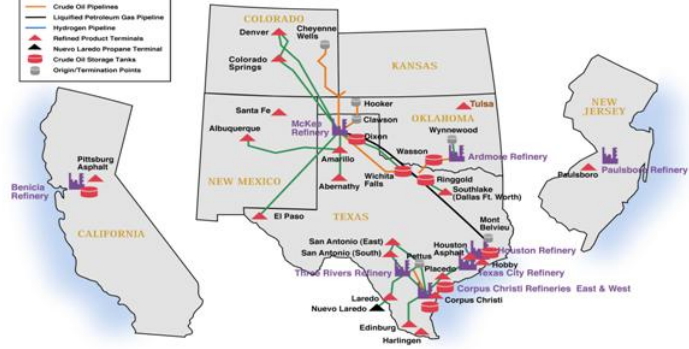 Crude Oil Pipelines
Liquified Petroleum Gas Pipeline
Hydrogen Pipeline
Refined Product Terminals
Nuevo Laredo Propane Terminal
Crude Oil Storage Tanks
Origin/Termination Points
COLORADO
Denver
Cheyenne
Wells
Colorado
Springs
KANSAS
Hooker
Clawson
Santa Fe
McKee
Refinery
Dixon
OKLAHOMA
Tulsa
Albuquerque
Wynnewood
Wasson
Ardmore Refinery
Amarillo
Abernathy
Wichita
Falls
Ringgold
Southlake
(Dallas Ft. Worth)
NEW MEXICO
El Paso
TEXAS
Mont
Belvieu
San Antonio (East)
San Antonio (South)
Pettus
Houston
Asphalt
Houston Refinery
Hobby
Three Rivers Refinery
Placedo
Texas City Refinery
Corpus Christi Refineries East & West
Laredo
Corpus Christi
Nuevo Laredo
Edinburg
Harlingen
Benicia
Refinery
Pittsburg
Asphalt
CALIFORNIA
NEW
JERSEY
Paulsboro
Paulsboro Refinery